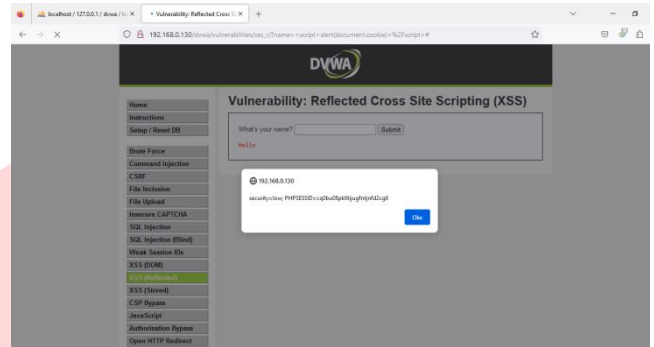 localhost / 127.0.0.1 / dvwa / 
Vulnerability: Reflected Cross S
192.168.0.130/dvwa/vulnerabilities/xss_r/?name=<script>alert(document.cookie)<%2Fscript>#
DVWA
Vulnerability: Reflected Cross Site Scripting (XSS)
Home
Instructions
Setup / Reset DB
What's your name?
Submit
Hello
Brute Force
Command Injection
CSRF
File Inclusion
File Upload
Insecure CAPTCHA
SQL Injection
SQL Injection (Blind)
Weak Session IDs
XSS (DOM)
XSS (Reflected)
XSS (Stored)
CSP Bypass
JavaScript
Authorisation Bypass
Open HTTP Redirect
192.168.0.130
security=low; 
Oke